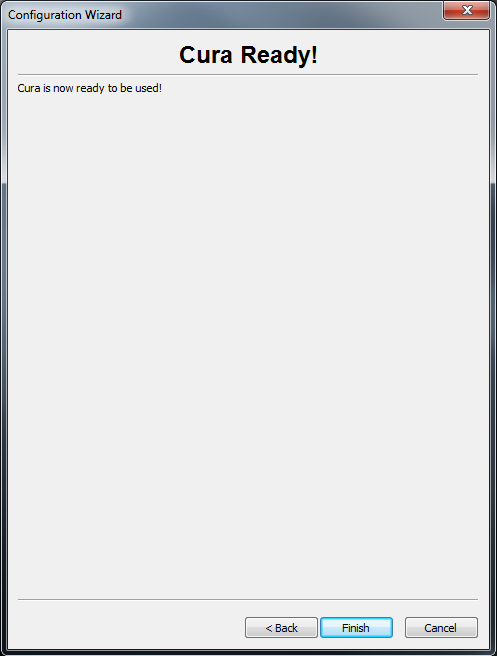 Configuration Wizard
Cura Ready!
Cura is now ready to be used!
< Back
Finish
Cancel